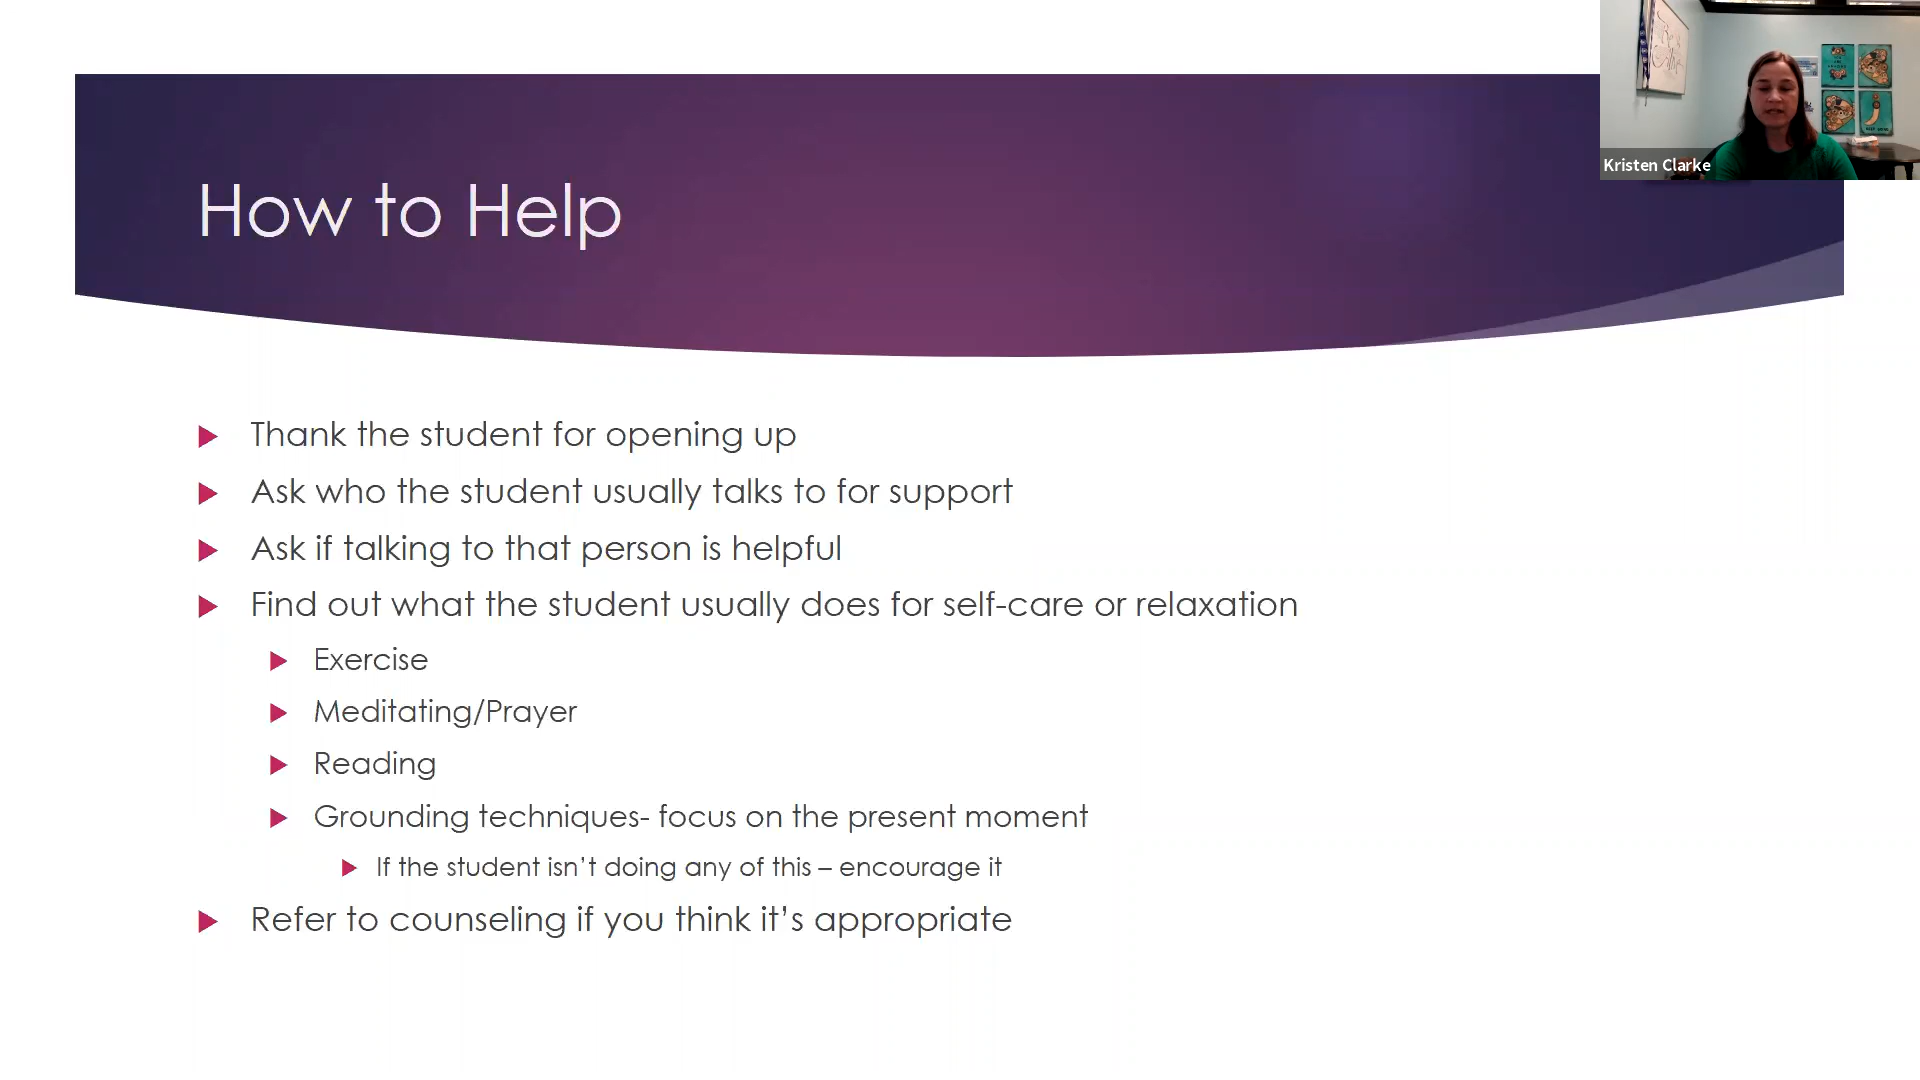 How to Help
Kristen Clarke
Thank the student for opening up
Ask who the student usually talks to for support
Ask if talking to that person is helpful
Find out what the student usually does for self-care or relaxation
Exercise
Meditating/Prayer
Reading
Grounding techniques- focus on the present moment
If the student isn’t doing any of this – encourage it
Refer to counseling if you think it’s appropriate